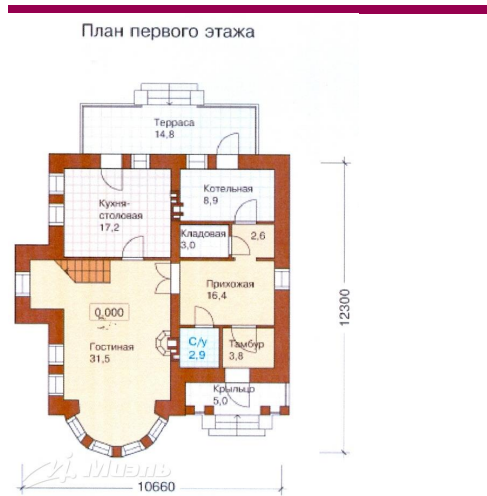 План первого этажа
Терраса
14,8
Кухня-
столовая
17,2
Котельная
8,9
Кладовая
3,0
2,6
Прихожая
16,4
0,000
Гостиная
31,5
С/у
2,9
Тамбур
3,8
Крыльцо
5,0
12300
10660
Миэль